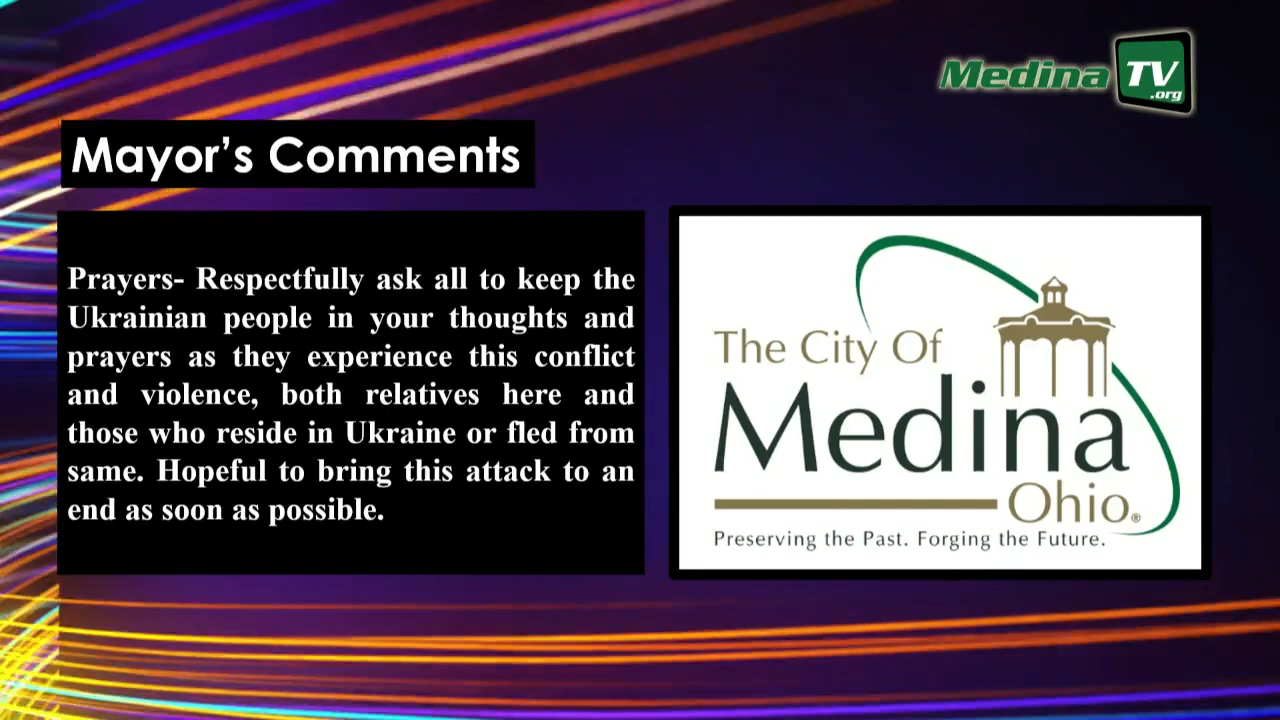 Medina TV
.org
Mayor's Comments
Prayers- Respectfully ask all to keep the
Ukrainian people in your thoughts and
prayers as they experience this conflict
and violence, both relatives here and
those who reside in Ukraine or fled from
same. Hopeful to bring this attack to an
end as soon as possible.
The City Of
Medina
Ohio®
Preserving the Past. Forging the Future.